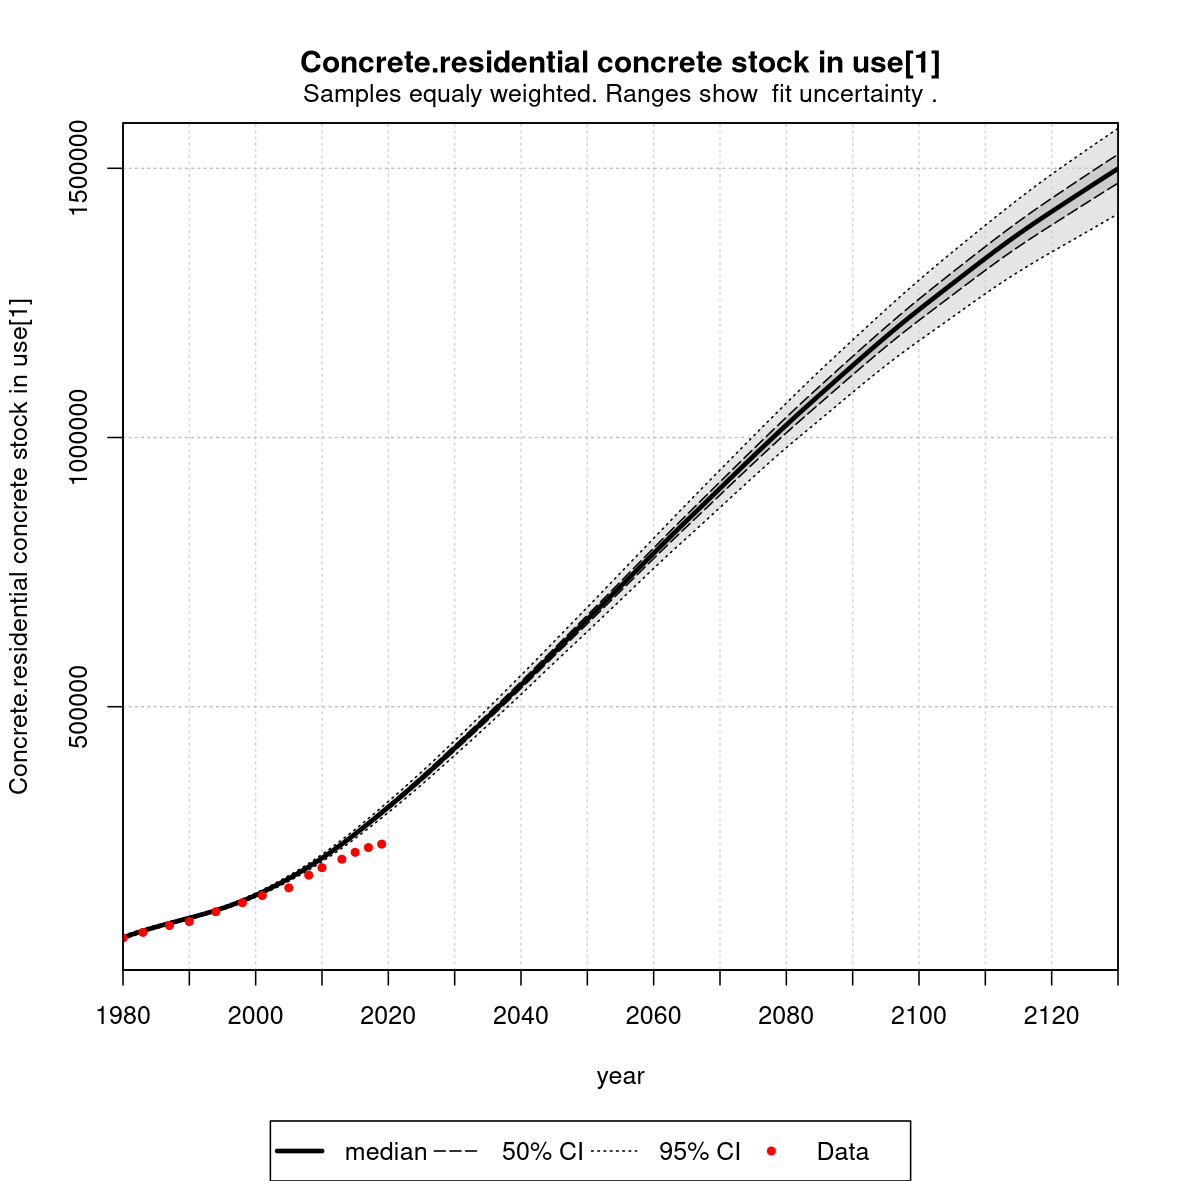 Concrete.residential concrete stock in use[1]
Samples equaly weighted. Ranges show  fit uncertainty .
Concrete.residential concrete stock in use[1]
1500000
1000000
500000
1980 2000 2020 2040 2060 2080 2100 2120
year
median 50% CI 95% CI Data